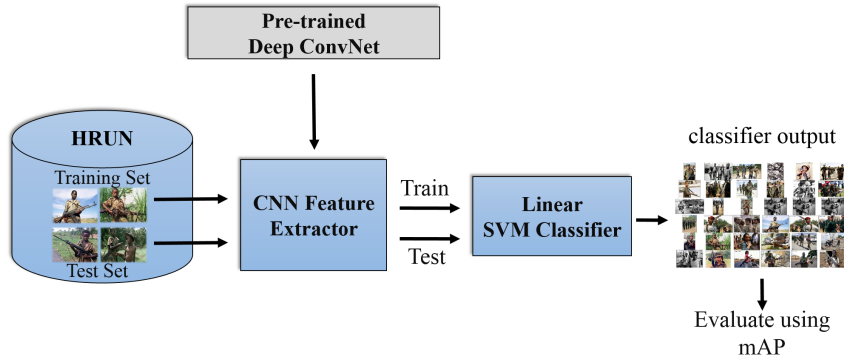 Pre-trained
Deep ConvNet
HRUN
Training Set
Test Set
CNN Feature
Extractor
Train
Test
Linear
SVM Classifier
classifier output
Evaluate using
mAP